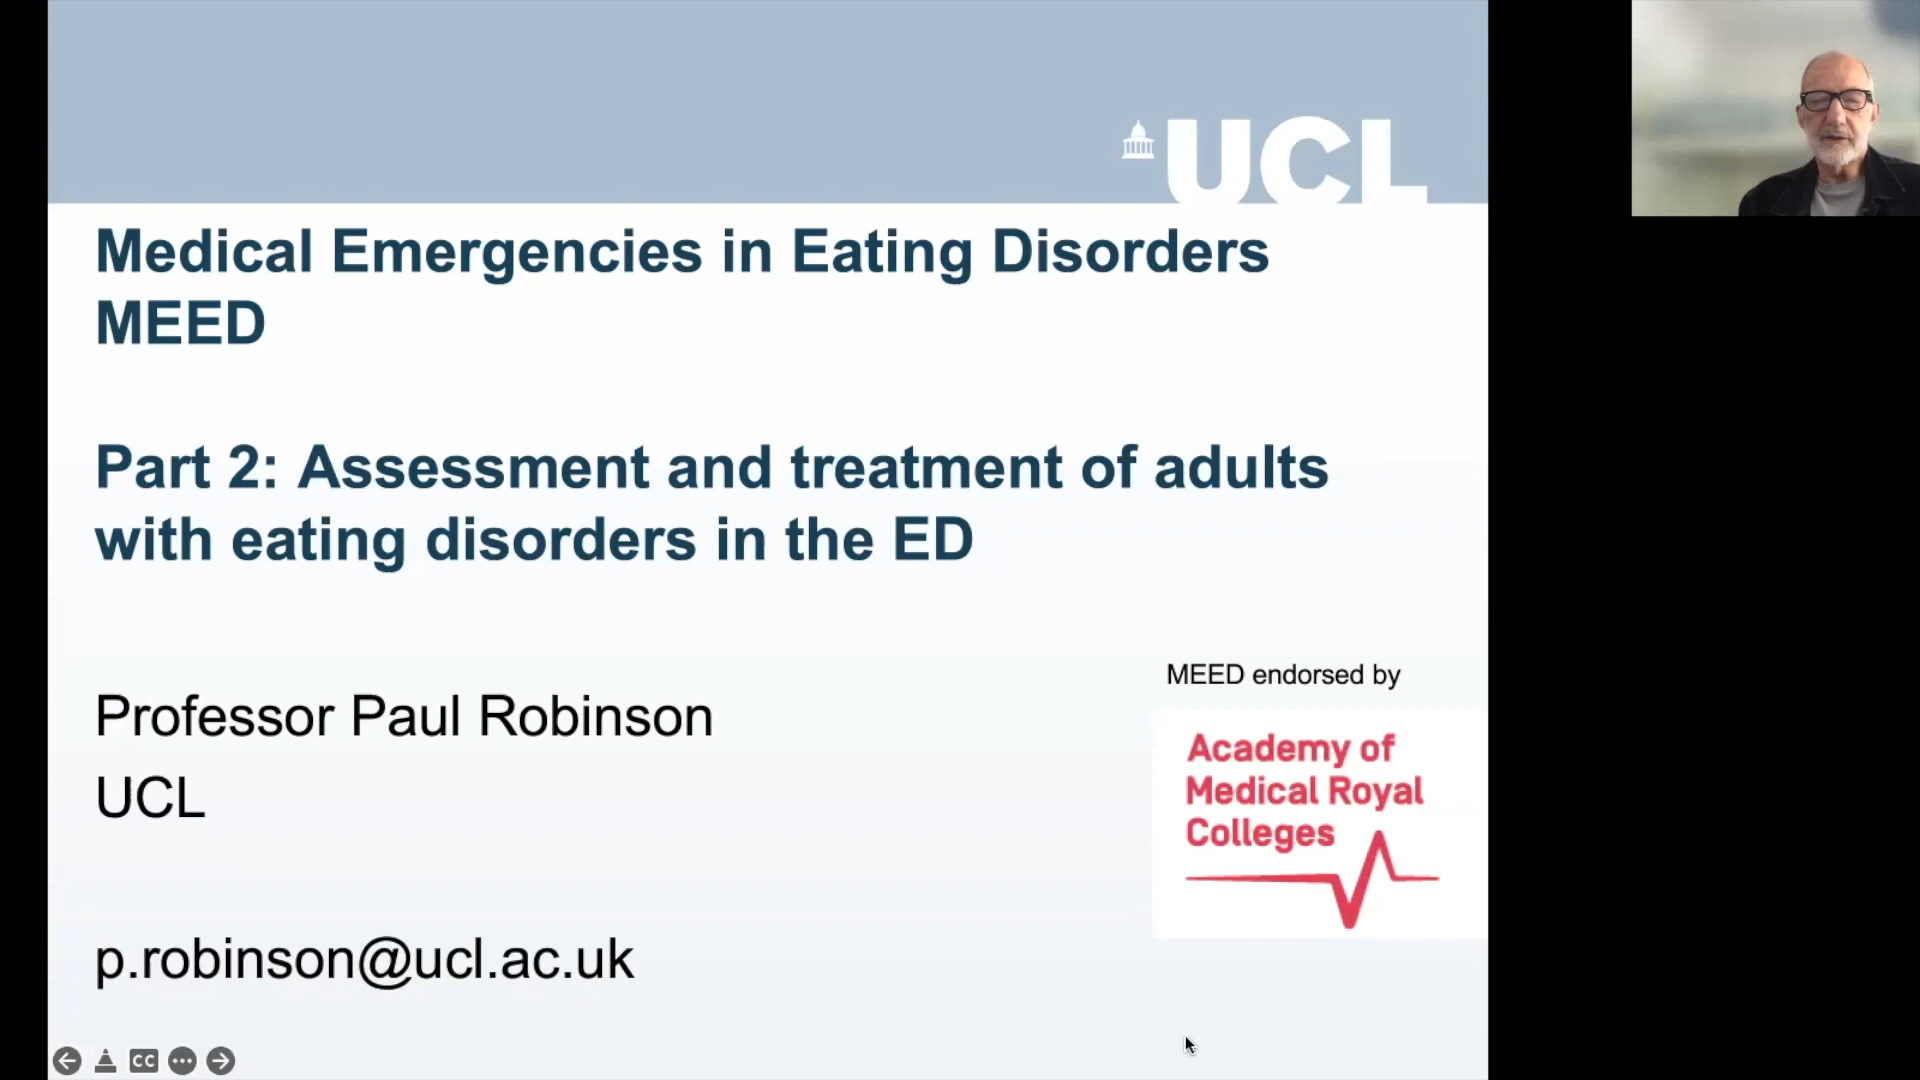 UCL
Medical Emergencies in Eating Disorders
MEED
Part 2: Assessment and treatment of adults
with eating disorders in the ED
Professor Paul Robinson
UCL
p.robinson@ucl.ac.uk
MEED endorsed by
Academy of
Medical Royal
Colleges
CC